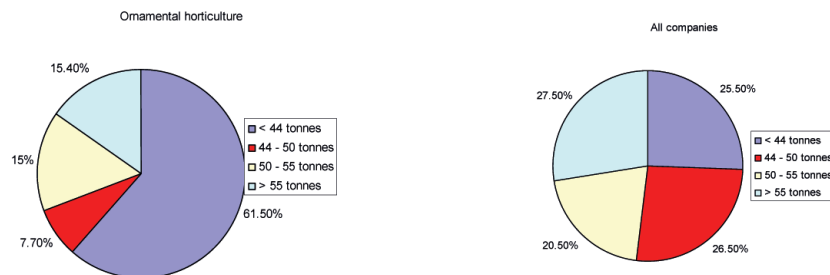 Ornamental horticulture
15.40%
15%
7.70%
61.50%
< 44 tonnes
44 - 50 tonnes
50 - 55 tonnes
> 55 tonnes
All companies
27.50%
25.50%
20.50%
26.50%
< 44 tonnes
44 - 50 tonnes
50 - 55 tonnes
> 55 tonnes